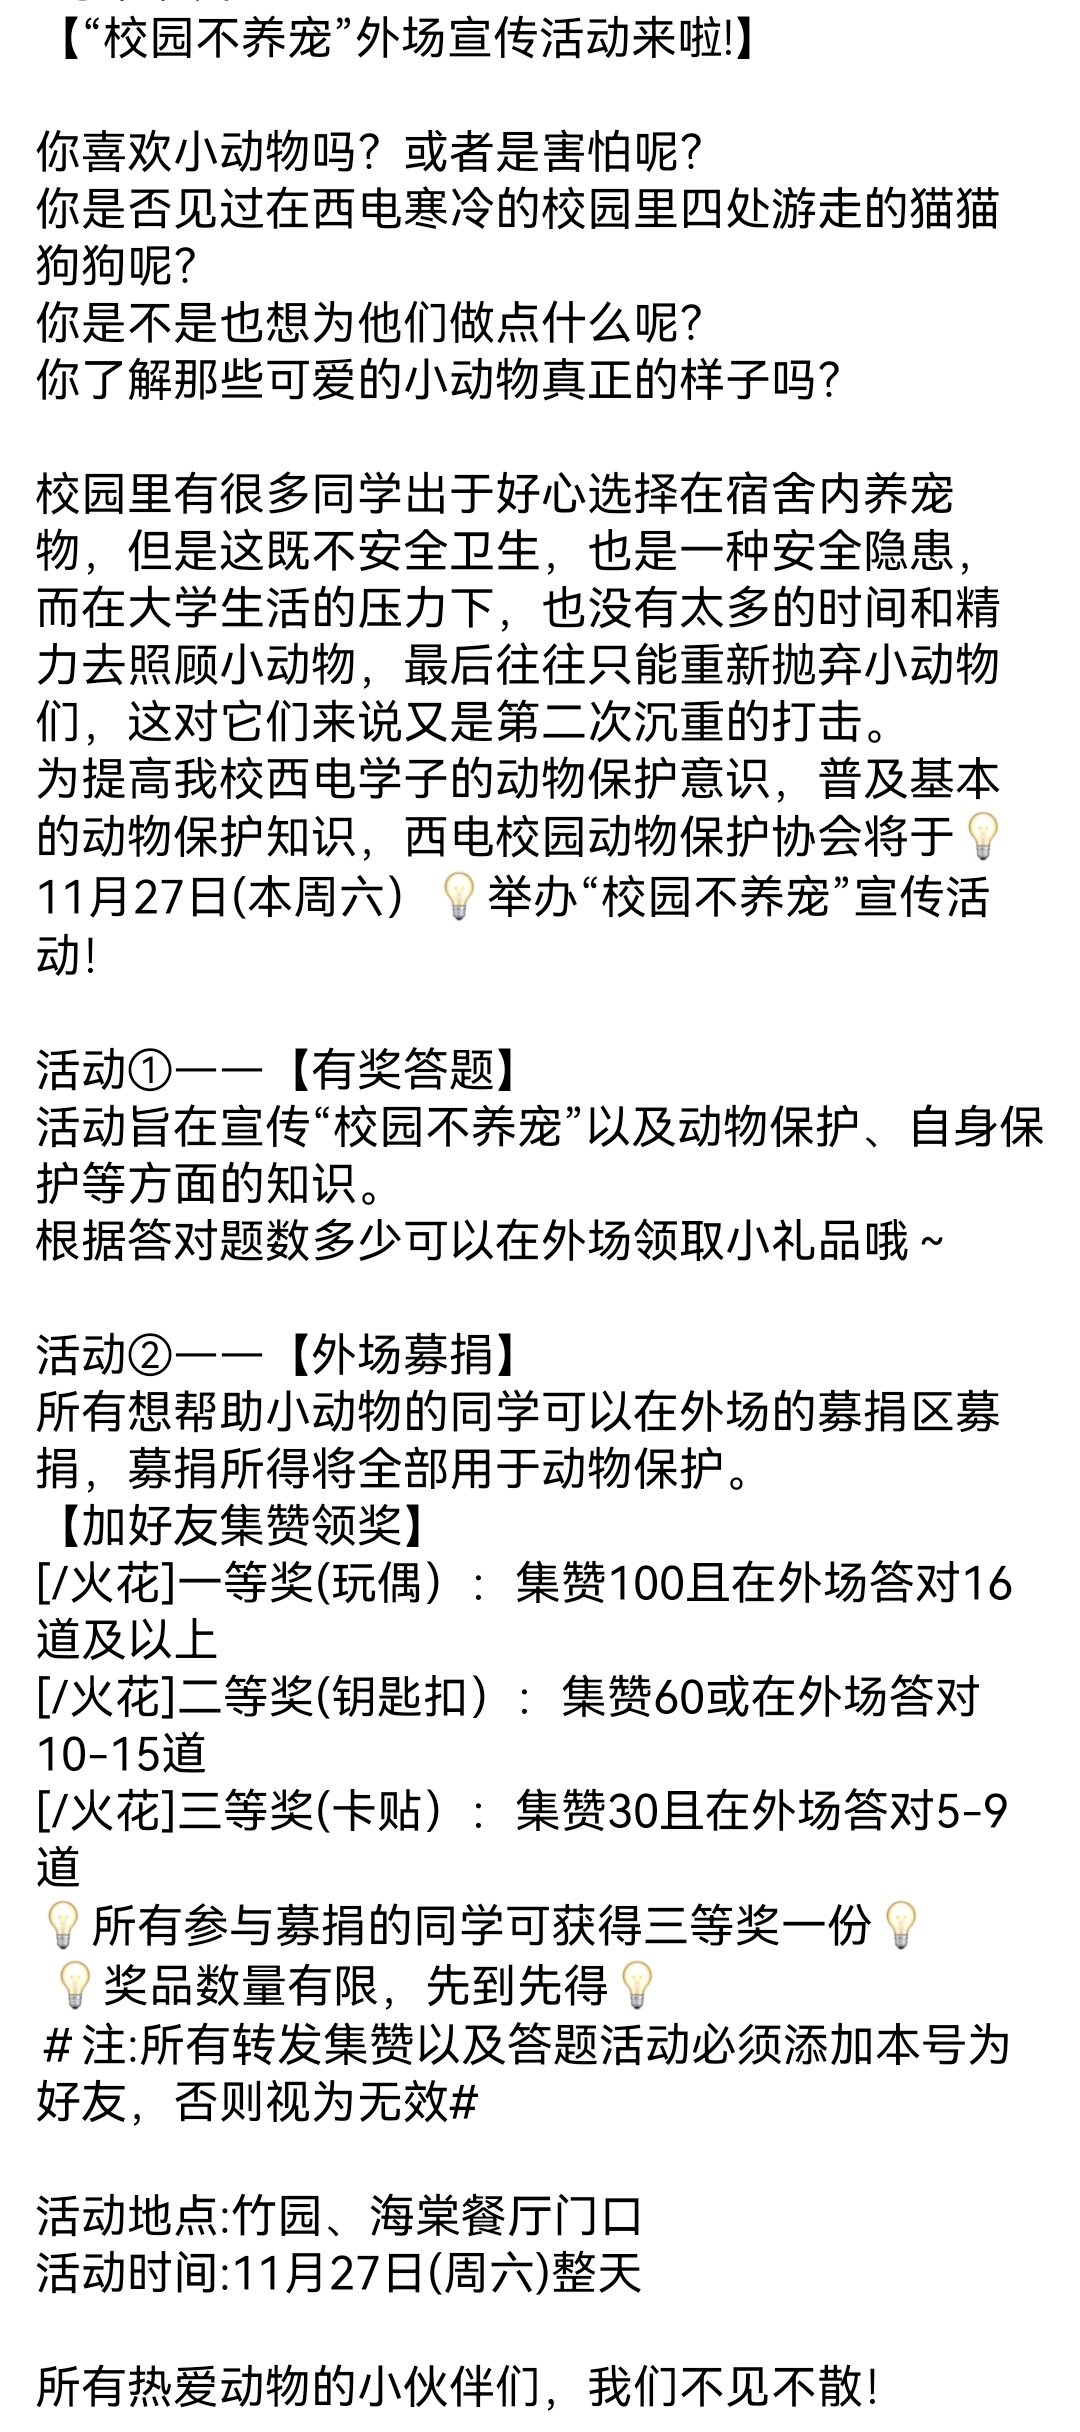 【“校园不养宠”外场宣传活动来啦!】
你喜欢小动物吗？或者是害怕呢？
你是否见过在西电寒冷的校园里四处游走的猫猫
狗狗呢？
你是不是也想为他们做点什么呢？
你了解那些可爱的小动物真正的样子吗？
校园里有很多同学出于好心选择在宿舍内养宠
物，但是这既不安全卫生，也是一种安全隐患，
而在大学生活的压力下，也没有太多的时间和精
力去照顾小动物，最后往往只能重新抛弃小动物
们，这对它们来说又是第二次沉重的打击。
为提高我校西电学子的动物保护意识，普及基本
的动物保护知识，西电校园动物保护协会将于💡
11月27日(本周六）💡举办“校园不养宠”宣传活
动！
活动①——【有奖答题】
活动旨在宣传“校园不养宠”以及动物保护、自身保
护等方面的知识。
根据答对题数多少可以在外场领取小礼品哦~
活动②——【外场募捐】
所有想帮助小动物的同学可以在外场的募捐区募
捐，募捐所得将全部用于动物保护。
【加好友集赞领奖】
[/火花]一等奖(玩偶）：集赞100且在外场答对16
道及以上
[/火花]二等奖(钥匙扣）：集赞60或在外场答对
10-15道
[/火花]三等奖(卡贴）：集赞30且在外场答对5-9
道
💡所有参与募捐的同学可获得三等奖一份💡
💡奖品数量有限，先到先得💡
#注:所有转发集赞以及答题活动必须添加本号为
好友，否则视为无效#
活动地点:竹园、海棠餐厅门口
活动时间:11月27日(周六)整天
所有热爱动物的小伙伴们，我们不见不散！